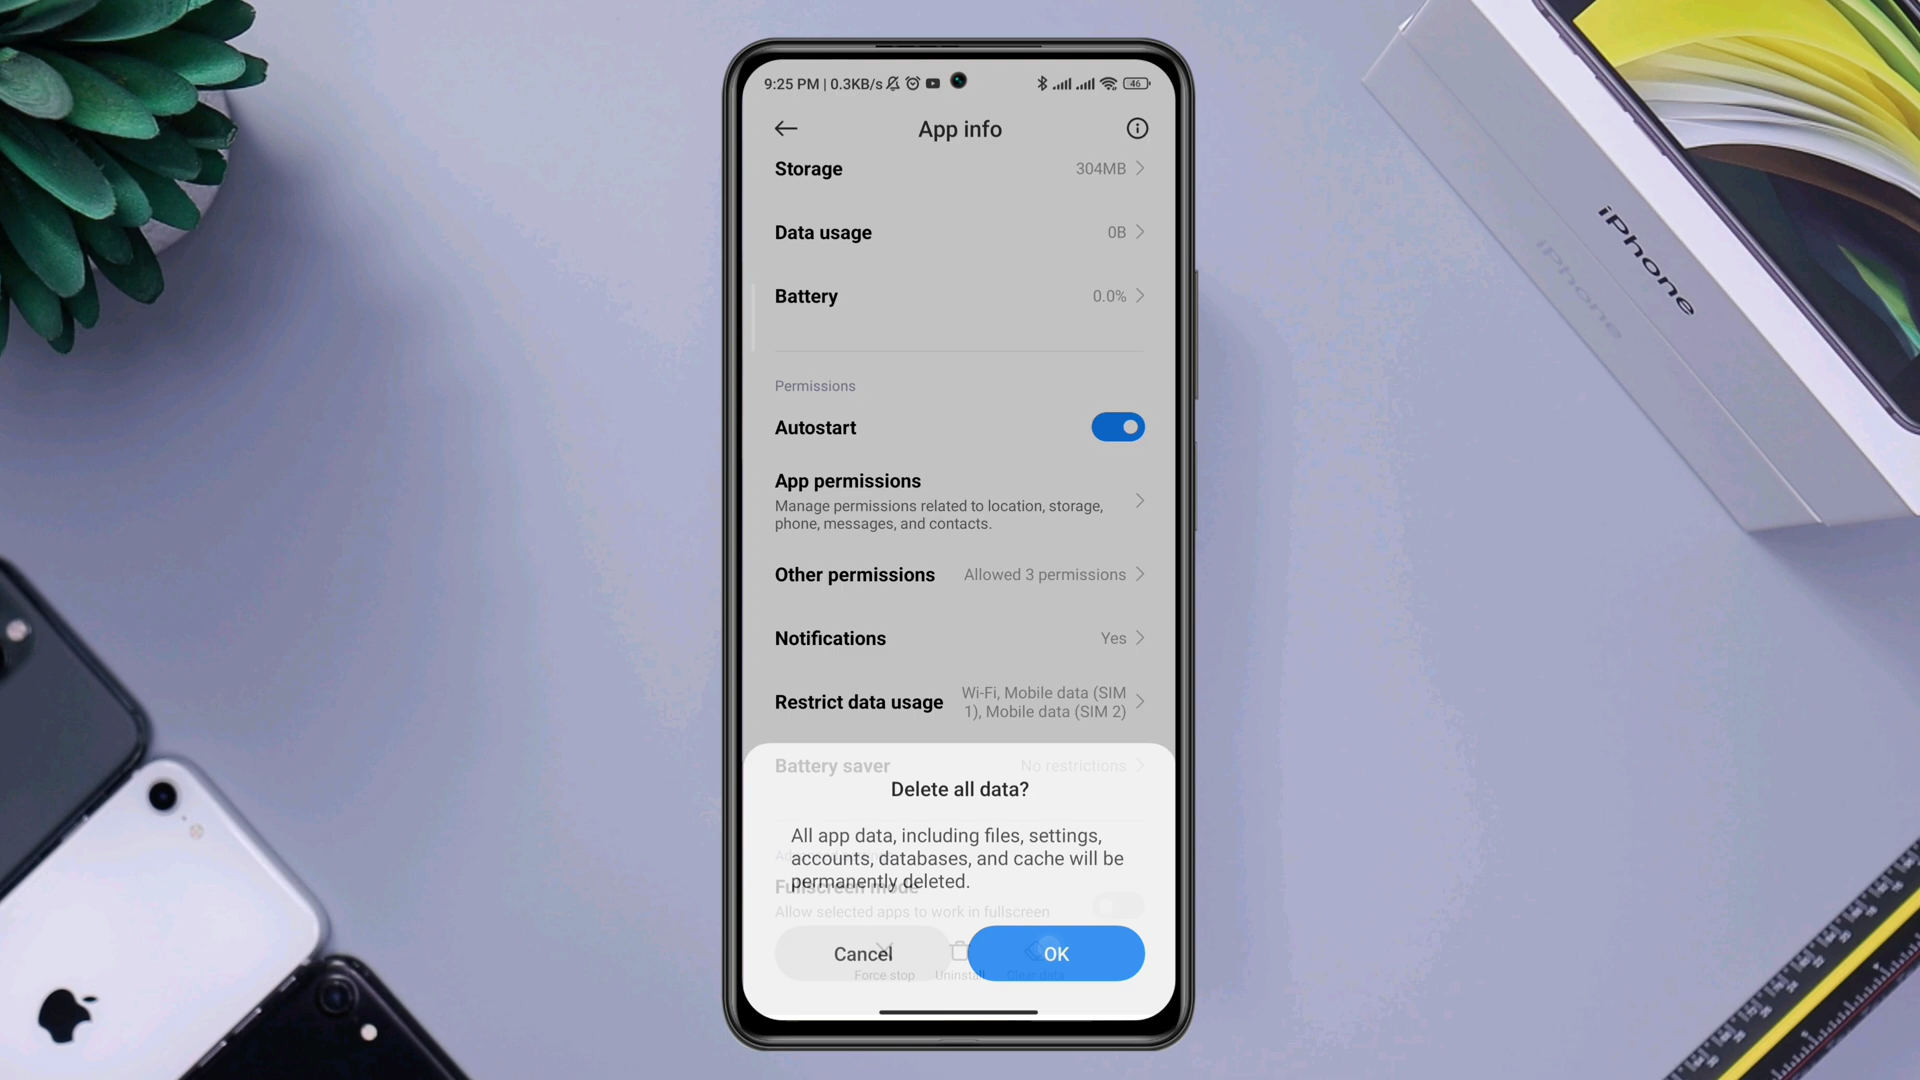 9:25 PM | 0.3KB/s
46
App info
Storage 304MB
Data usage 0B
Battery 0.0%
Permissions
Autostart
App permissions
Manage permissions related to location, storage,
phone, messages, and contacts.
Other permissions Allowed 3 permissions
Notifications Yes
Restrict data usage Wi-Fi, Mobile data (SIM
1), Mobile data (SIM 2)
Battery saver No restrictions
Delete all data?
All app data, including files, settings,
accounts, databases, and cache will be
permanently deleted.
Fullscreen mode
Allow selected apps to work in fullscreen
Cancel
OK
Force stop
Uninstall
Clear data
iPhone
iPhone